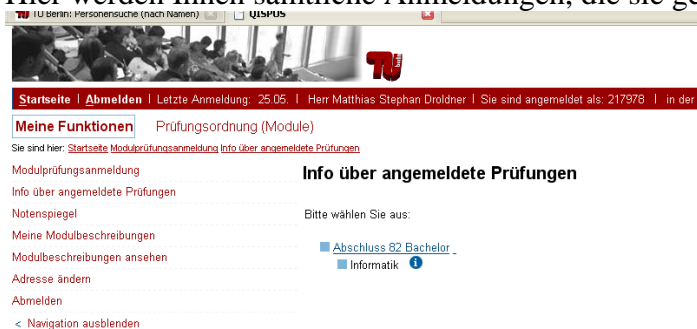 Hier werden Ihnen sämtliche Anmeldungen, die sie ge
TU Berlin: Personensuche (nach Namen) QISPOS
TU berlin
Startseite | Abmelden | Letzte Anmeldung: 25.05. | Herr Matthias Stephan Droldner | Sie sind angemeldet als: 217978 | in der
Meine Funktionen Prüfungsordnung (Module)
Sie sind hier: Startseite Modulprüfungsanmeldung Info über angemeldete Prüfungen
Modulprüfungsanmeldung
Info über angemeldete Prüfungen
Info über angemeldete Prüfungen
Notenspiegel
Bitte wählen Sie aus:
Meine Modulbeschreibungen
Abschluss 82 Bachelor
Modulbeschreibungen ansehen
Informatik
Adresse ändern
Abmelden
< Navigation ausblenden